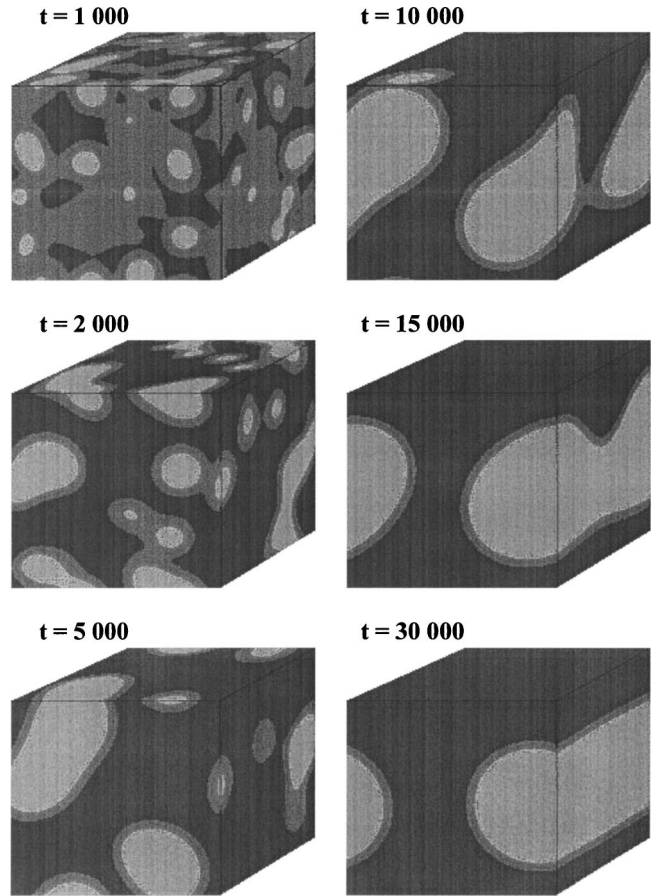 t = 1 000
t = 10 000
t = 2 000
t = 15 000
t = 5 000
t = 30 000